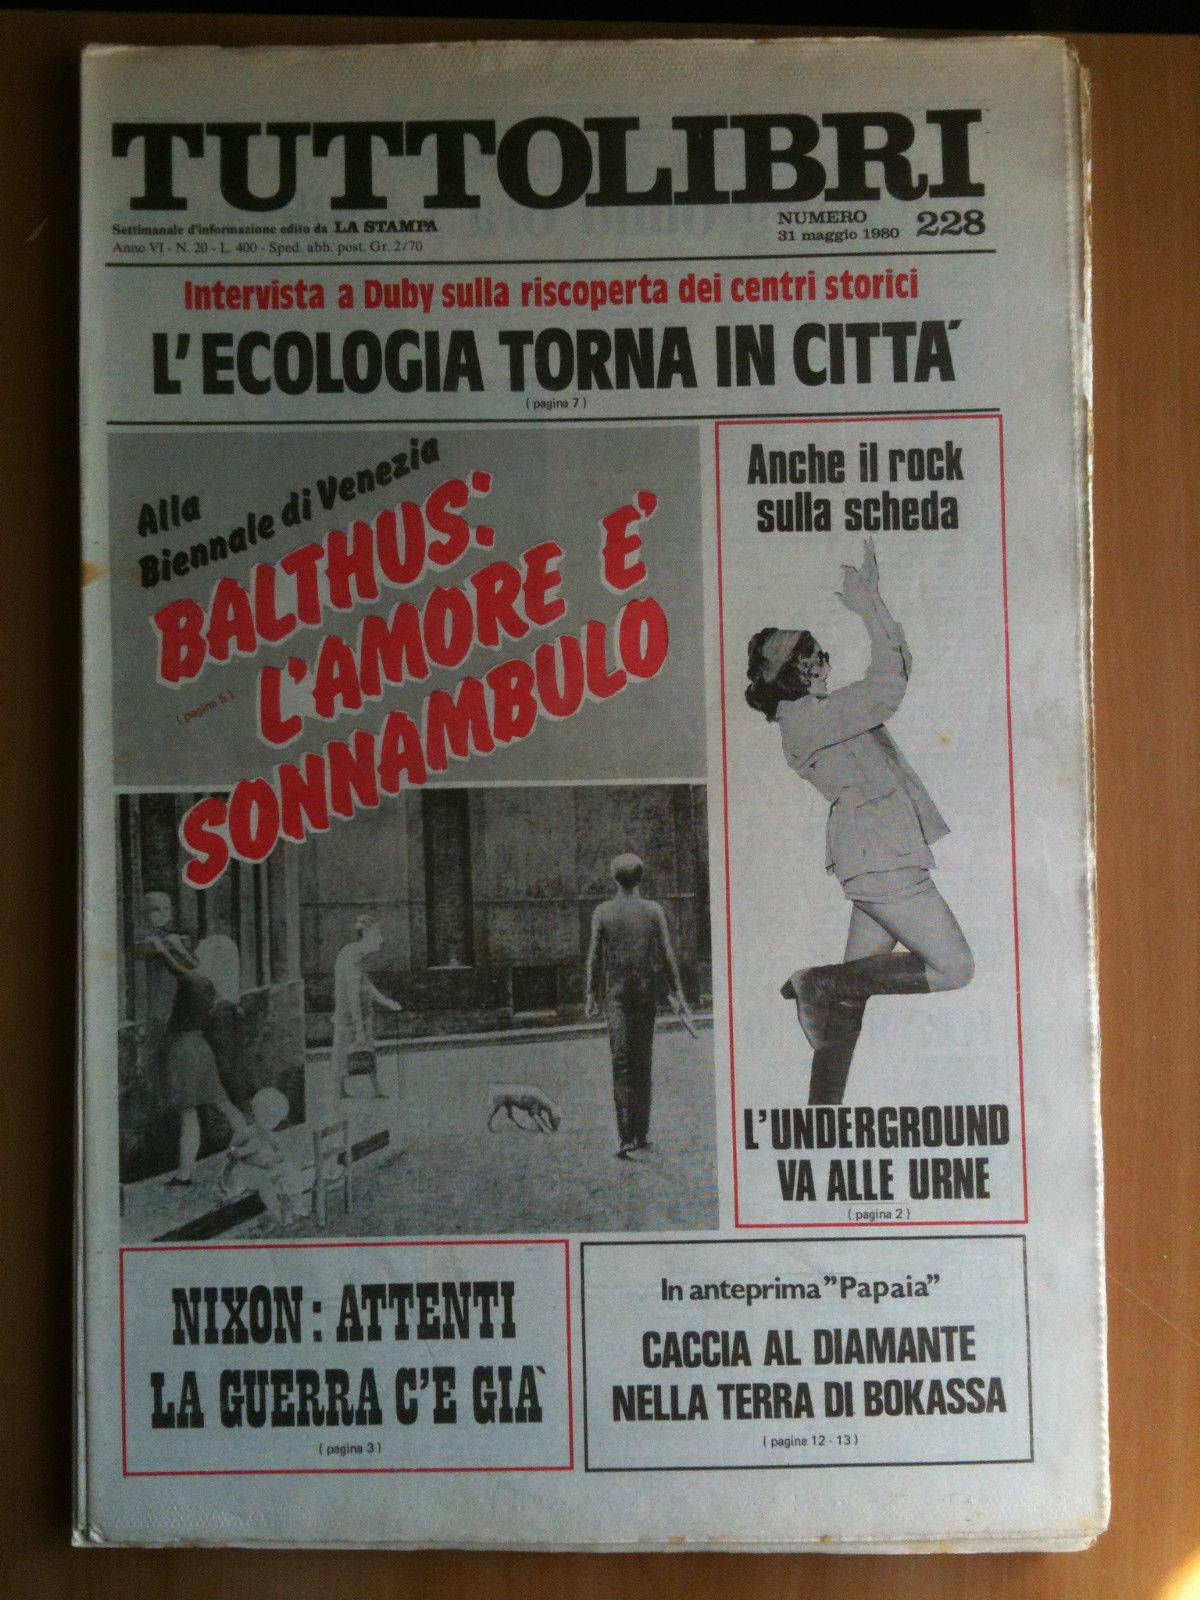 TUTTOLIBRI
Settimanale d'informazione edito da LA STAMPA
Anno VI - N. 20 - L. 400 - Sped. abb. post. Gr. 2/70
NUMERO 228
31 maggio 1980
Intervista a Duby sulla riscoperta dei centri storici
L'ECOLOGIA TORNA IN CITTA'
( pagina 7 )
Alla
Biennale di Venezia
BALTHUS:
L'AMORE E'
SONNAMBULO
( pagina 5 )
Anche il rock
sulla scheda
L'UNDERGROUND
VA ALLE URNE
( pagina 2 )
NIXON: ATTENTI
LA GUERRA C'E GIA'
( pagina 3 )
In anteprima "Papaia"
CACCIA AL DIAMANTE
NELLA TERRA DI BOKASSA
( pagine 12 - 13 )